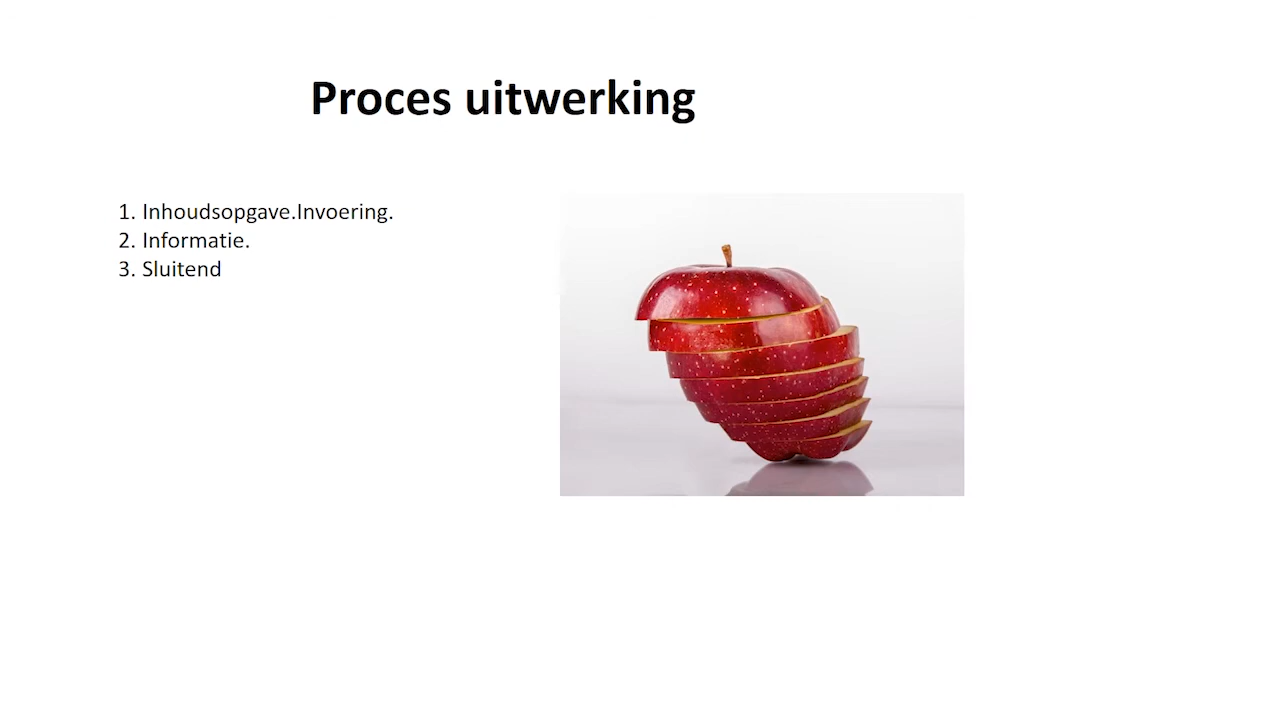 Proces uitwerking
1. Inhoudsopgave.Invoering.
2. Informatie.
3. Sluitend